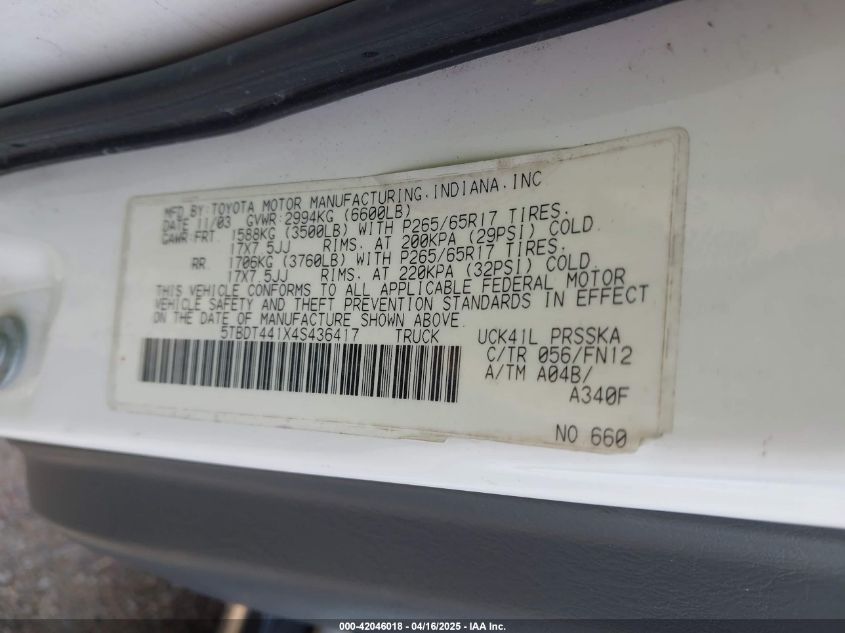 MFD BY:TOYOTA MOTOR MANUFACTURING,INDIANA,INC
DATE 11/03 GVWR:2994KG (6600LB)
GAWR:FRT. 1588KG (3500LB) WITH P265/65R17 TIRES,
17X7.5JJ RIMS, AT 200KPA (29PSI) COLD
RR 1706KG (3760LB) WITH P265/65R17 TIRES,
17X7.5JJ RIMS, AT 220KPA (32PSI) COLD
THIS VEHICLE CONFORMS TO ALL APPLICABLE FEDERAL MOTOR
VEHICLE SAFETY AND THEFT PREVENTION STANDARDS IN EFFECT
ON THE DATE OF MANUFACTURE SHOWN ABOVE.
5TBDT441X4S436417 TRUCK UCK41L PRSSKA
C/TR 056/FN12
A/TM A04B/
A340F
NO 660
000-42046018 - 04/16/2025 - IAA Inc.